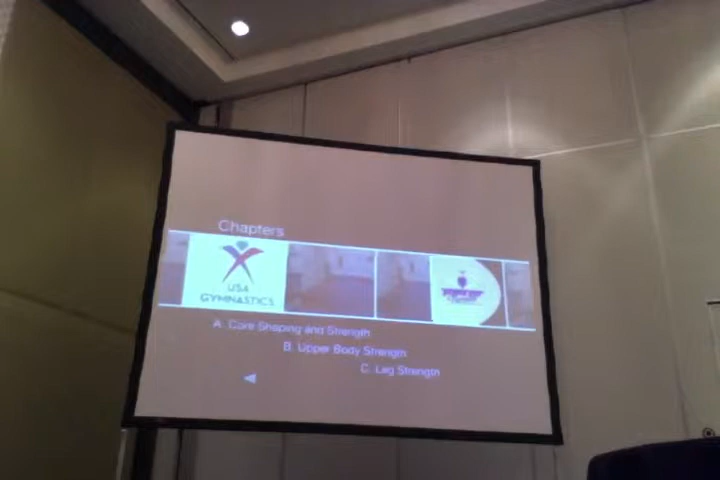 Chapters
USA
GYMNASTICS
A. Core Shaping and Strength
B. Upper Body Strength
C. Leg Strength